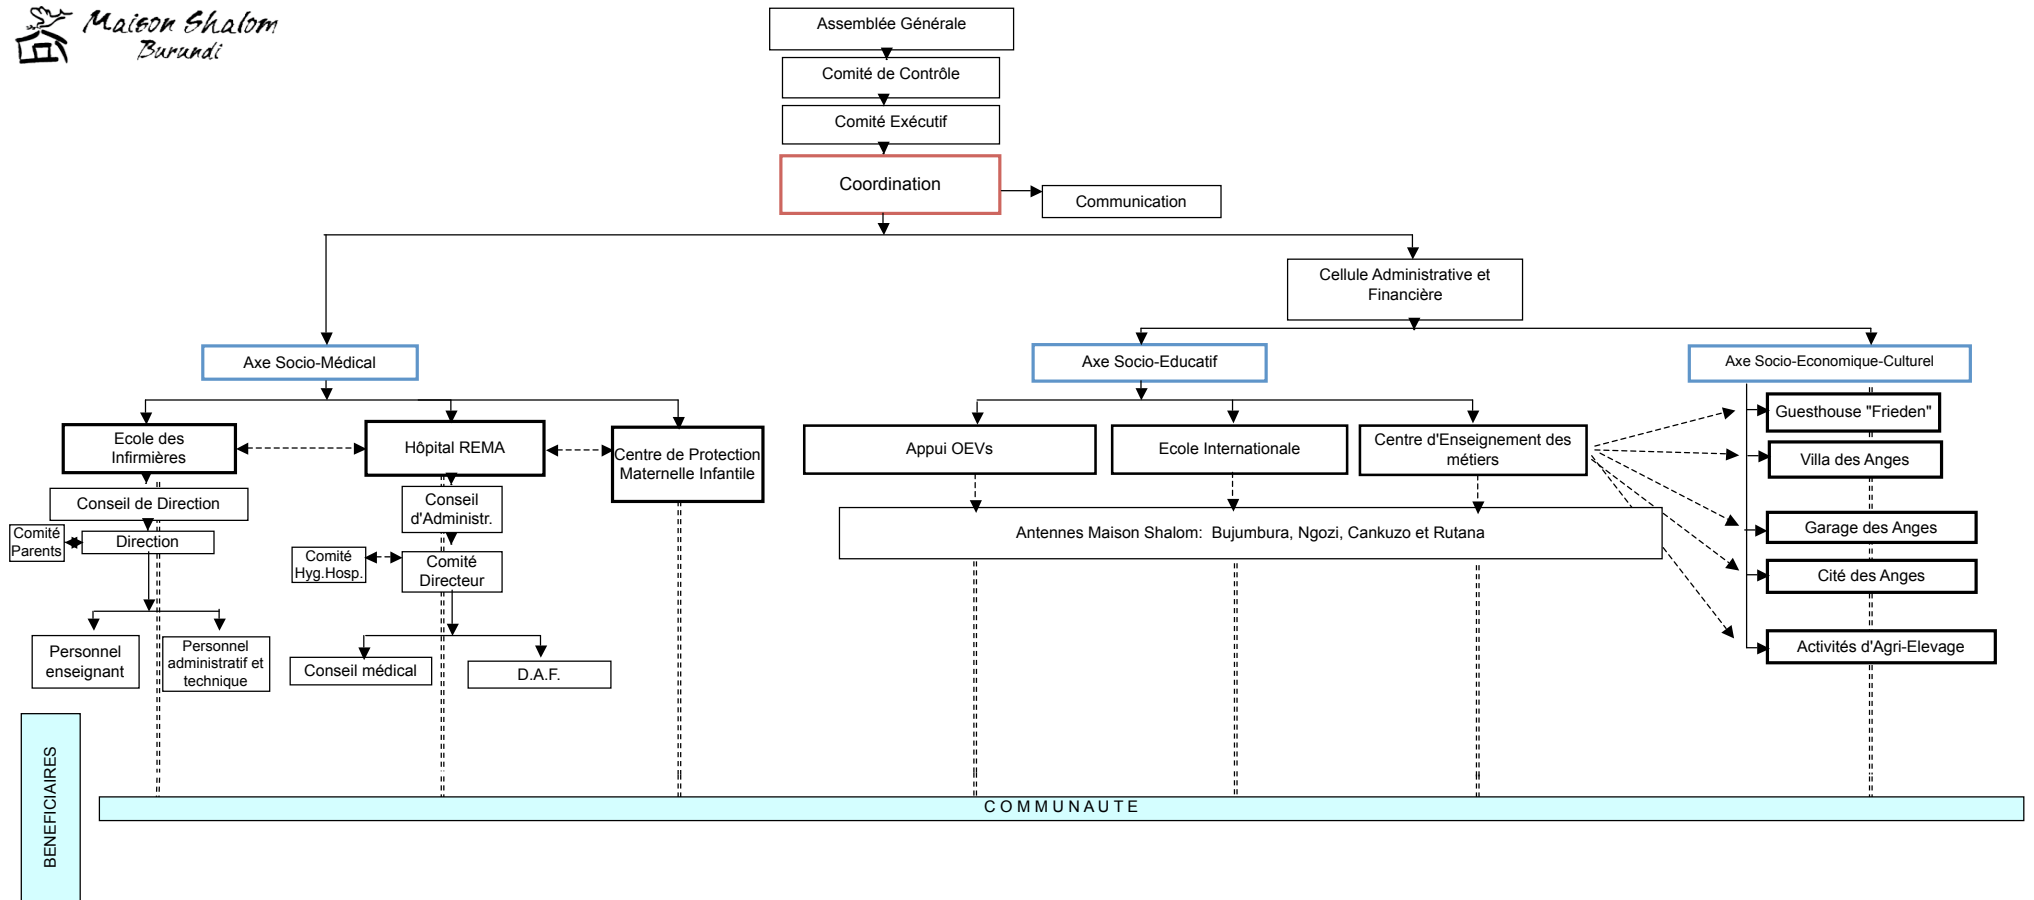 Maison Shalom
Burundi
Assemblée Générale
Comité de Contrôle
Comité Exécutif
Coordination
Communication
Cellule Administrative et
Financière
Axe Socio-Médical
Axe Socio-Educatif
Axe Socio-Economique-Culturel
Ecole des
Infirmières
Hôpital REMA
Centre de Protection
Maternelle Infantile
Appui OEVs
Ecole Internationale
Centre d'Enseignement des
métiers
Guesthouse "Frieden"
Villa des Anges
Garage des Anges
Cité des Anges
Activités d'Agri-Elevage
Conseil de Direction
Comité
Parents
Direction
Conseil
d'Administr.
Comité
Hyg.Hosp.
Comité
Directeur
Antennes Maison Shalom: Bujumbura, Ngozi, Cankuzo et Rutana
Personnel
enseignant
Personnel
administratif et
technique
Conseil médical
D.A.F.
BENEFICIAIRES
COMMUNAUTE